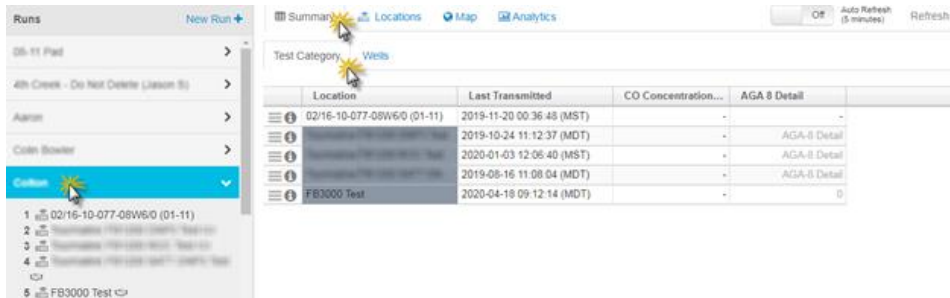 Runs
New Run +
08-11 Pad
4th Creek - Do Not Delete (Jason S)
Aaron
Colin Bowler
Colton
1 02/16-10-077-08W6/0 (01-11)
2
3
4
5 FB3000 Test
Summary Locations Map Analytics
Off
Auto Refresh
(5 minutes)
Refresh
Test Category Wells
Location Last Transmitted CO Concentration... AGA 8 Detail
02/16-10-077-08W6/0 (01-11) 2019-11-20 00:36:48 (MST) - -
2019-10-24 11:12:37 (MDT) - AGA-8 Detail
2020-01-03 12:06:40 (MST) - AGA-8 Detail
2019-08-16 11:08:04 (MDT) - AGA-8 Detail
FB3000 Test 2020-04-18 09:12:14 (MDT) - 0